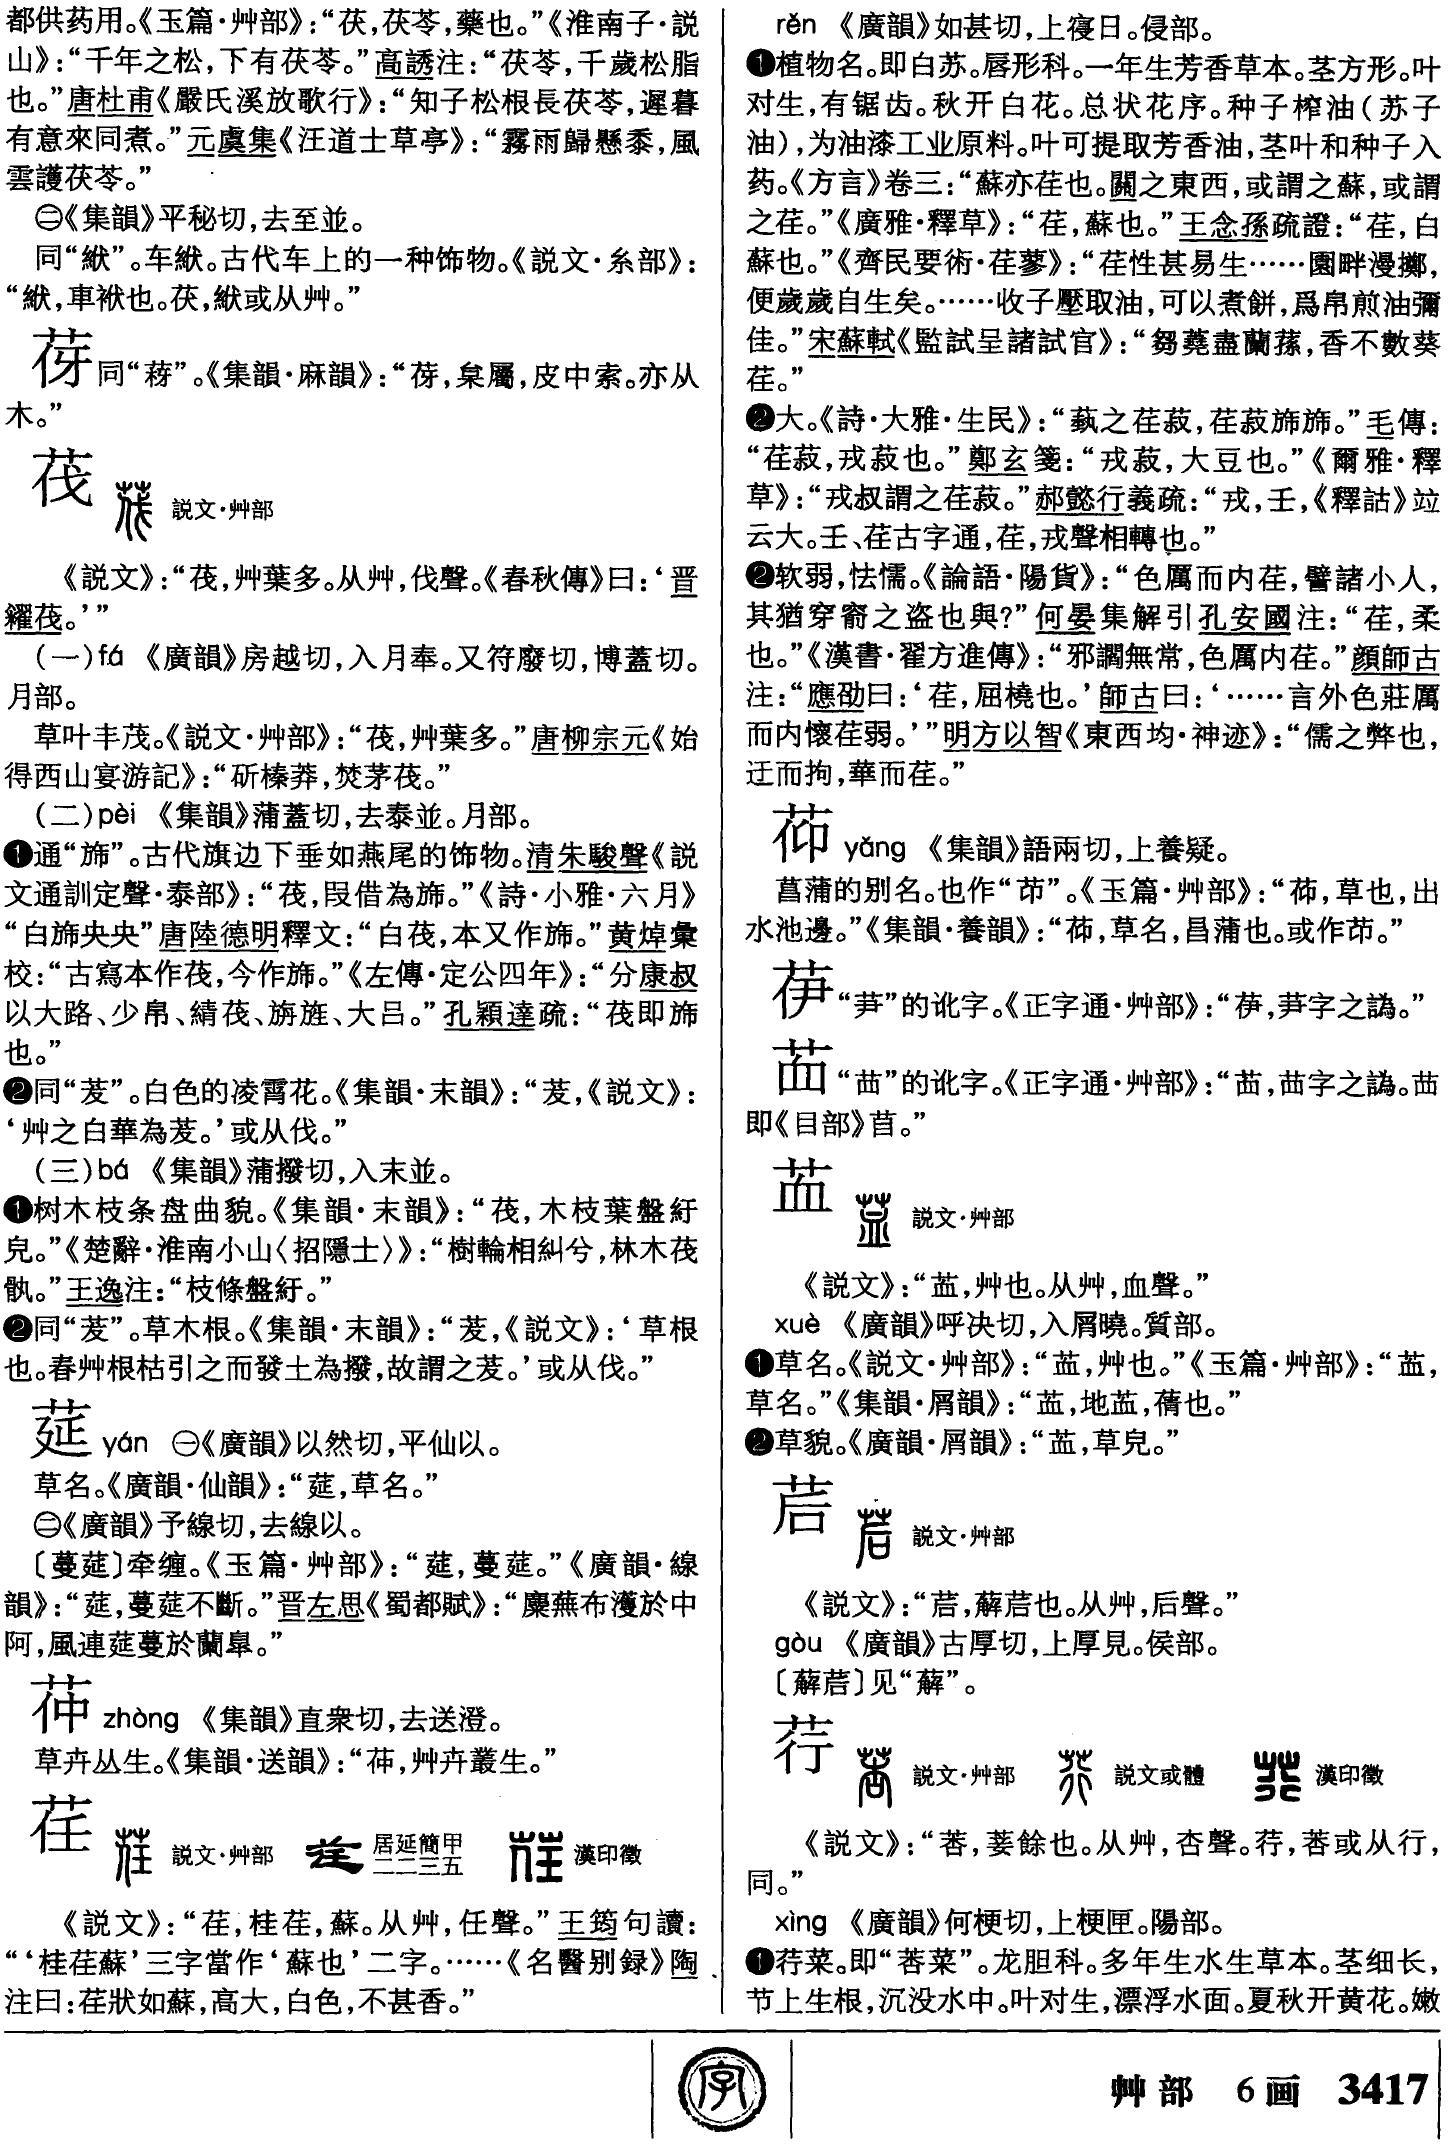 都供药用。《玉篇·艸部》：“茯，茯苓，藥也。”《淮南子·説
山》：“千年之松，下有茯苓。”高誘注：“茯苓，千歲松脂
也。”唐杜甫《嚴氏溪放歌行》：“知子松根長茯苓，遲暮
有意來同煮。”元虞集《汪道士草亭》：“霧雨歸懸黍，風
雲護茯苓。”
㊁《集韻》平秘切，去至並。
同“紎”。车紎。古代车上的一种饰物。《説文·糸部》：
“紎，車紱也。茯，紎或从艸。”
䓉同“䓉”。《集韻·麻韻》：“䓉，枲屬，皮中索。亦从
木。”
茷 説文·艸部
《説文》：“茷，艸葉多。从艸，伐聲。《春秋傳》曰：‘晋
糴茷。’”
（一）fá 《廣韻》房越切，入月奉。又符廢切，博蓋切。
月部。
草叶丰茂。《説文·艸部》：“茷，艸葉多。”唐柳宗元《始
得西山宴游記》：“斫榛莽，焚茅茷。”
（二）pèi 《集韻》蒲蓋切，去泰並。月部。
❶通“旆”。古代旗边下垂如燕尾的饰物。清朱駿聲《説
文通訓定聲·泰部》：“茷，叚借為旆。”《詩·小雅·六月》
“白旆央央”唐陸德明釋文：“白茷，本又作旆。”黄焯彙
校：“古寫本作茷，今作旆。”《左傳·定公四年》：“分康叔
以大路、少帛、綪茷、旃旌、大吕。”孔穎達疏：“茷即旆
也。”
❷同“茇”。白色的凌霄花。《集韻·末韻》：“茇，《説文》：
‘艸之白華為茇。’或从伐。”
（三）bá 《集韻》蒲撥切，入末並。
❶树木枝条盘曲貌。《集韻·末韻》：“茷，木枝葉盤紆
皃。”《楚辭·淮南小山〈招隱士〉》：“樹輪相糾兮，林木茷
骫。”王逸注：“枝條盤紆。”
❷同“茇”。草木根。《集韻·末韻》：“茇，《説文》：‘草根
也。春艸根枯引之而發土為撥，故謂之茇。’或从伐。”
莚 yán ㊀《廣韻》以然切，平仙以。
草名。《廣韻·仙韻》：“莚，草名。”
㊁《廣韻》予線切，去線以。
〔蔓莚〕牵缠。《玉篇·艸部》：“莚，蔓莚。”《廣韻·線
韻》：“莚，蔓莚不斷。”晋左思《蜀都賦》：“麋蕪布濩於中
阿，風連莚蔓於蘭皋。”
茽 zhòng 《集韻》直衆切，去送澄。
草卉丛生。《集韻·送韻》：“茽，艸卉叢生。”
荏 説文·艸部 居延簡甲二二三五 漢印徵
《説文》：“荏，桂荏，蘇。从艸，任聲。”王筠句讀：
“‘桂荏蘇’三字當作‘蘇也’二字。……《名醫别録》陶
注曰：荏狀如蘇，高大，白色，不甚香。”
rěn 《廣韻》如甚切，上寑日。侵部。
❶植物名。即白苏。唇形科。一年生芳香草本。茎方形。叶
对生，有锯齿。秋开白花。总状花序。种子榨油（苏子
油），为油漆工业原料。叶可提取芳香油，茎叶和种子入
药。《方言》卷三：“蘇亦荏也。關之東西，或謂之蘇，或謂
之荏。”《廣雅·釋草》：“荏，蘇也。”王念孫疏證：“荏，白
蘇也。”《齊民要術·荏蓼》：“荏性甚易生……園畔漫擲，
便歲歲自生矣。……收子壓取油，可以煮餅，爲帛煎油彌
佳。”宋蘇軾《監試呈諸試官》：“芻蕘盡蘭蓀，香不數葵
荏。”
❷大。《詩·大雅·生民》：“蓺之荏菽，荏菽旆旆。”毛傳：
“荏菽，戎菽也。”鄭玄箋：“戎菽，大豆也。”《爾雅·釋
草》：“戎叔謂之荏菽。”郝懿行義疏：“戎，壬，《釋詁》竝
云大。壬、荏古字通，荏，戎聲相轉也。”
❷软弱，怯懦。《論語·陽貨》：“色厲而内荏，譬諸小人，
其猶穿窬之盗也與？”何晏集解引孔安國注：“荏，柔
也。”《漢書·翟方進傳》：“邪讇無常，色厲内荏。”顔師古
注：“應劭曰：‘荏，屈橈也。’師古曰：‘……言外色莊厲
而内懷荏弱。’”明方以智《東西均·神迹》：“儒之弊也，
迂而拘，華而荏。”
茚 yǎng 《集韻》語兩切，上養疑。
菖蒲的别名。也作“茚”。《玉篇·艸部》：“茚，草也，出
水池邊。”《集韻·養韻》：“茚，草名，昌蒲也。或作茚。”
“芛”的讹字。《正字通·艸部》：“，芛字之譌。”
“苗”的讹字。《正字通·艸部》：“，字之譌。
即《目部》苜。”
䒸 説文·艸部
《説文》：“䒸，艸也。从艸，血聲。”
xuè 《廣韻》呼决切，入屑曉。質部。
❶草名。《説文·艸部》：“䒸，艸也。”《玉篇·艸部》：“䒸，
草名。”《集韻·屑韻》：“䒸，地䒸，蒨也。”
❷草貌。《廣韻·屑韻》：“䒸，草皃。”
茩 説文·艸部
《説文》：“茩，薢茩也。从艸，后聲。”
gòu 《廣韻》古厚切，上厚見。侯部。
〔薢茩〕见“薢”。
荇 説文·艸部 説文或體 漢印徵
《説文》：“莕，菨餘也。从艸，杏聲。荇，莕或从行，
同。”
xìng 《廣韻》何梗切，上梗匣。陽部。
❶荇菜。即“莕菜”。龙胆科。多年生水生草本。茎细长，
节上生根，沉没水中。叶对生，漂浮水面。夏秋开黄花。嫩
字
艸部 6画 3417